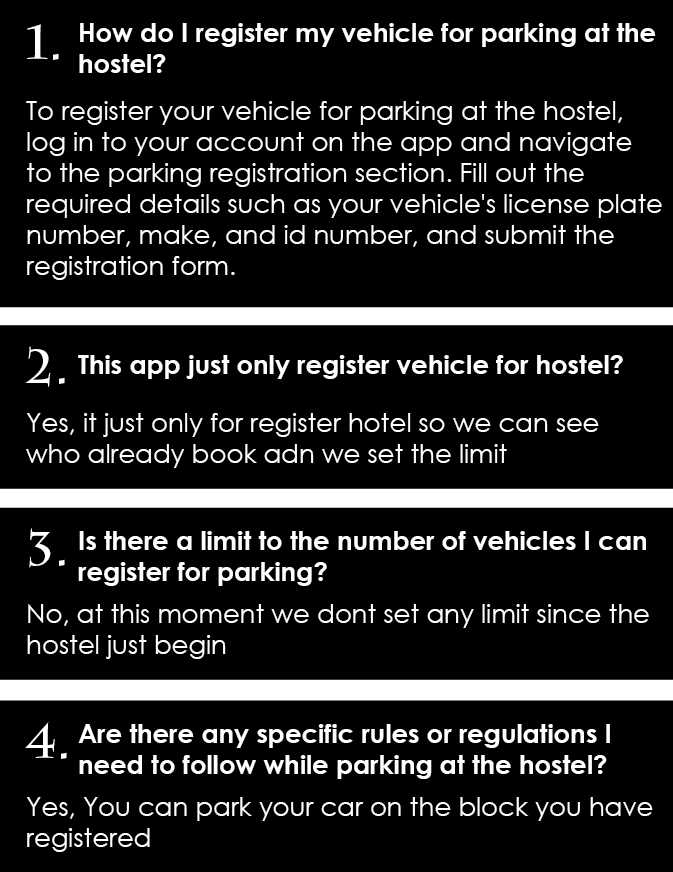 1. How do I register my vehicle for parking at the
hostel?
To register your vehicle for parking at the hostel,
log in to your account on the app and navigate
to the parking registration section. Fill out the
required details such as your vehicle's license plate
number, make, and id number, and submit the
registration form.
2. This app just only register vehicle for hostel?
Yes, it just only for register hotel so we can see
who already book adn we set the limit
3. Is there a limit to the number of vehicles I can
register for parking?
No, at this moment we dont set any limit since the
hostel just begin
4. Are there any specific rules or regulations I
need to follow while parking at the hostel?
Yes, You can park your car on the block you have
registered